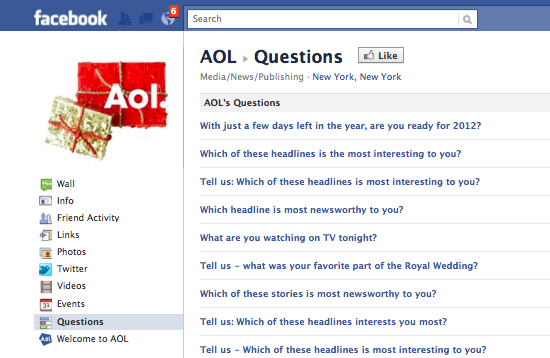 facebook
6
Search
Aol.
AOL ▸ Questions
Like
Media/News/Publishing · New York, New York
AOL's Questions
With just a few days left in the year, are you ready for 2012?
Which of these headlines is the most interesting to you?
Tell us: Which of these headlines is most interesting to you?
Which headline is most newsworthy to you?
What are you watching on TV tonight?
Tell us - what was your favorite part of the Royal Wedding?
Which of these stories is most newsworthy to you?
Tell us: Which of these headlines interests you most?
Tell us - Which of these headlines is most interesting to you?
Wall
Info
Friend Activity
Links
Photos
Twitter
Videos
31
Events
Questions
Aol
Welcome to AOL